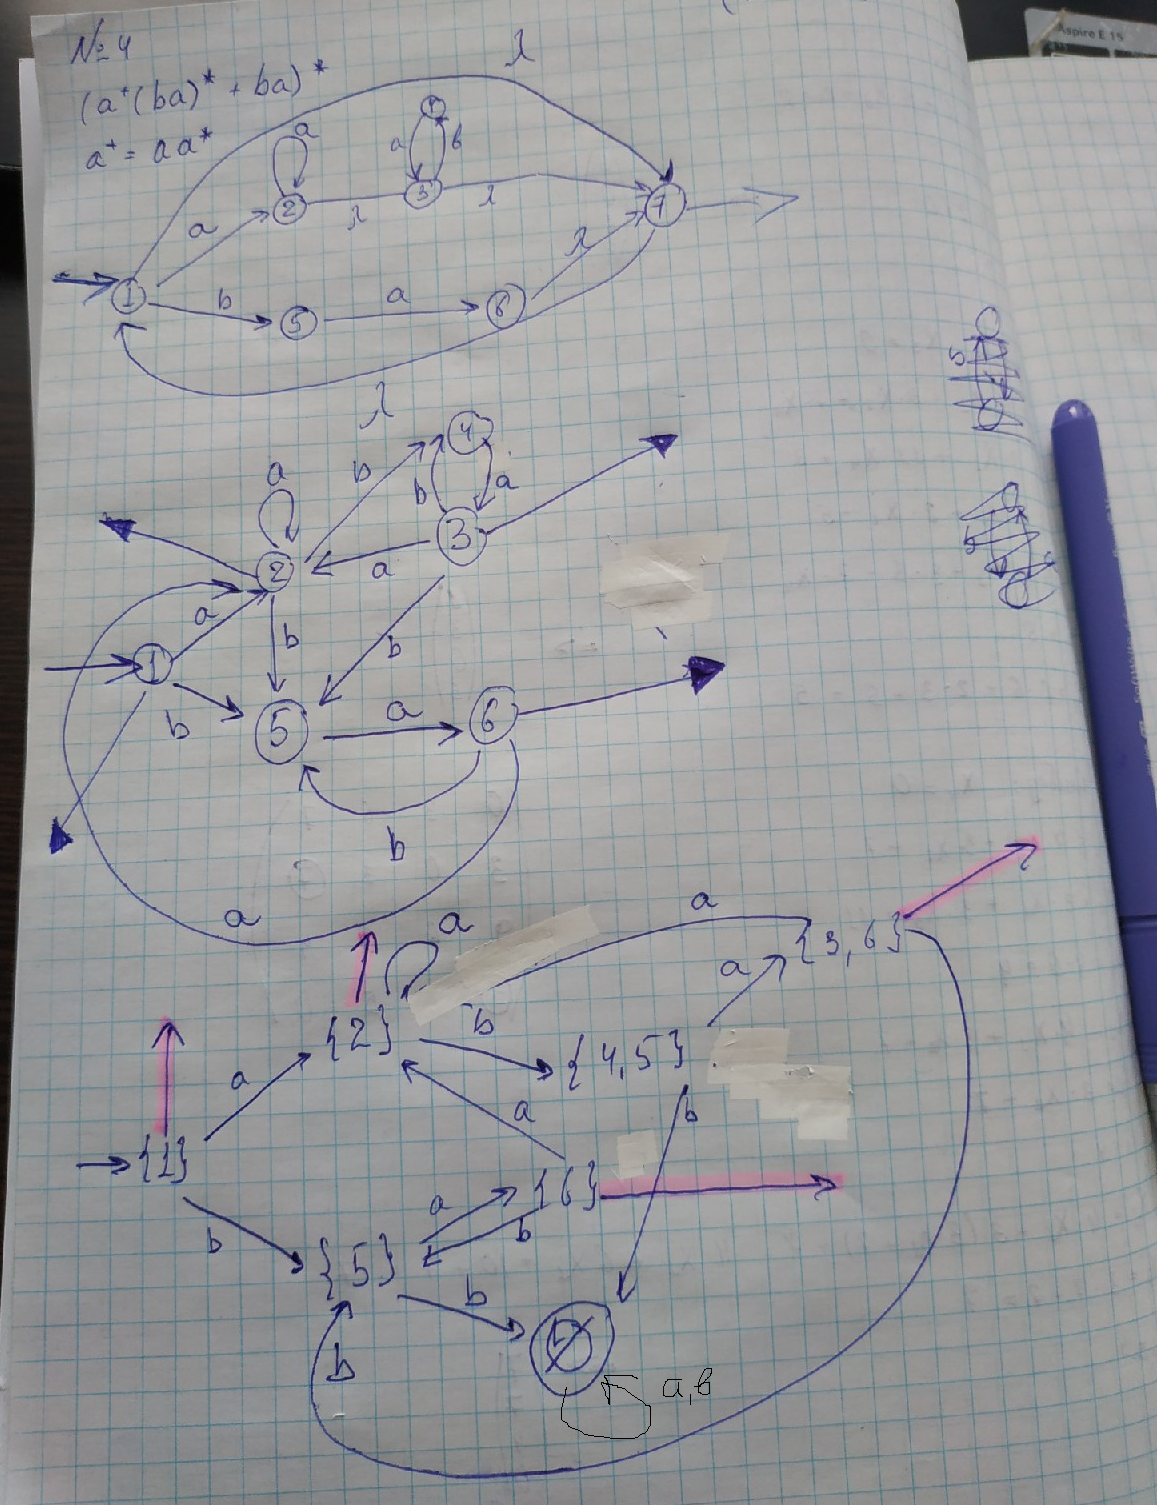 № 4
(a⁺(ba)* + ba)*
a⁺ = aa*
λ
a
a b
a 2 λ 3 λ 7
λ
1 b 5 a 6
λ
4
a b b a
3
2 a
a b b
1
b 5 a 6
b
a
a a
{3,6}
a
{2} b {4,5}
a a b
{1}
a {6}
b b
{5} b
∅
b a,b
Aspire E 15